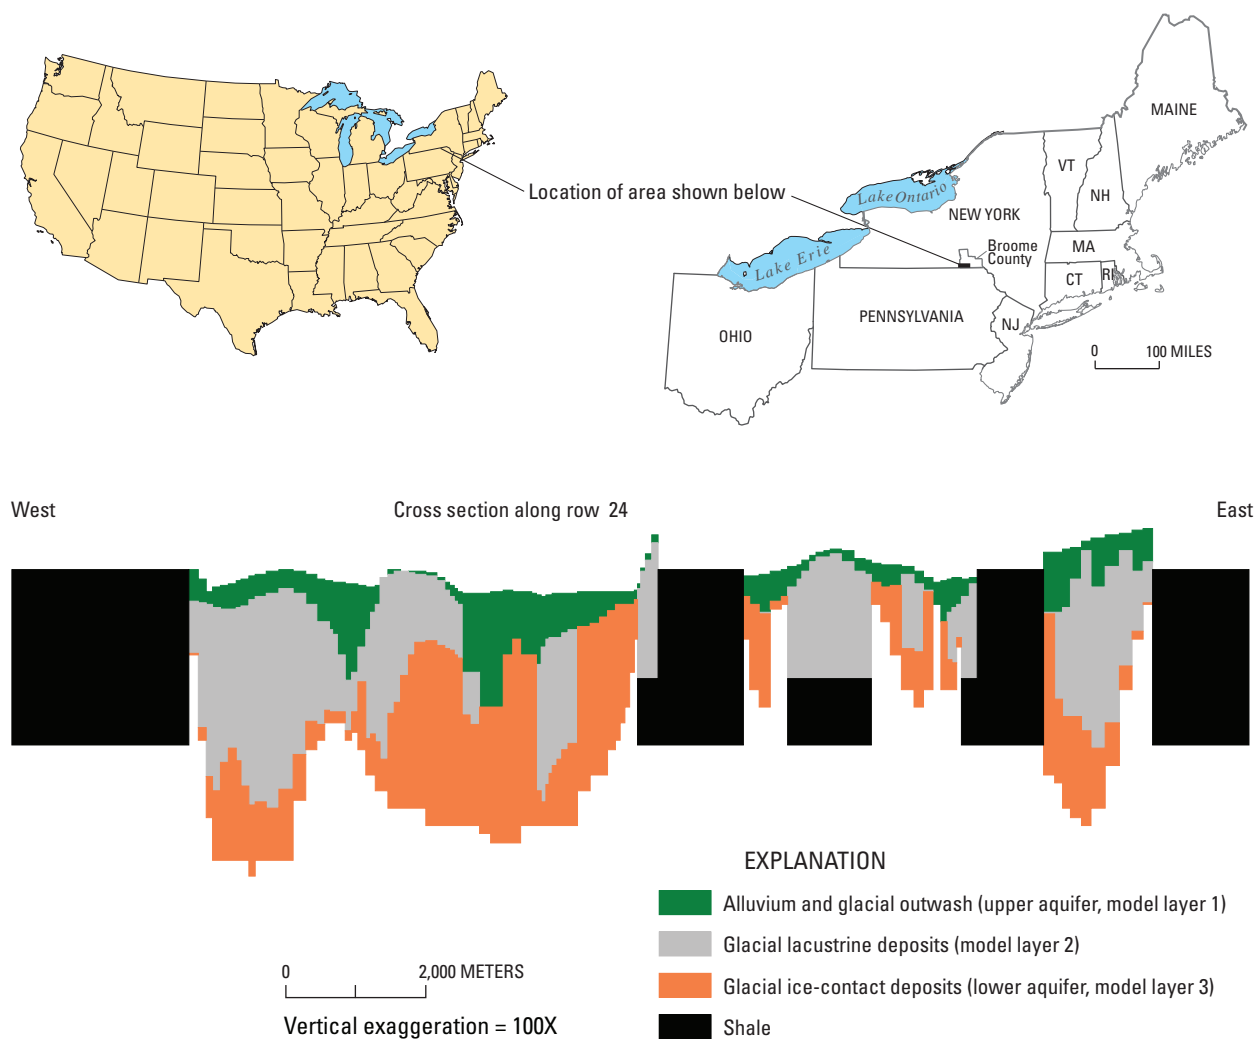 Location of area shown below
MAINE
VT
NH
Lake Ontario
NEW YORK
Broome
County
MA
Lake Erie
CT
RI
PENNSYLVANIA
NJ
OHIO
0 100 MILES
West
Cross section along row 24
East
EXPLANATION
Alluvium and glacial outwash (upper aquifer, model layer 1)
Glacial lacustrine deposits (model layer 2)
Glacial ice-contact deposits (lower aquifer, model layer 3)
Shale
0 2,000 METERS
Vertical exaggeration = 100X